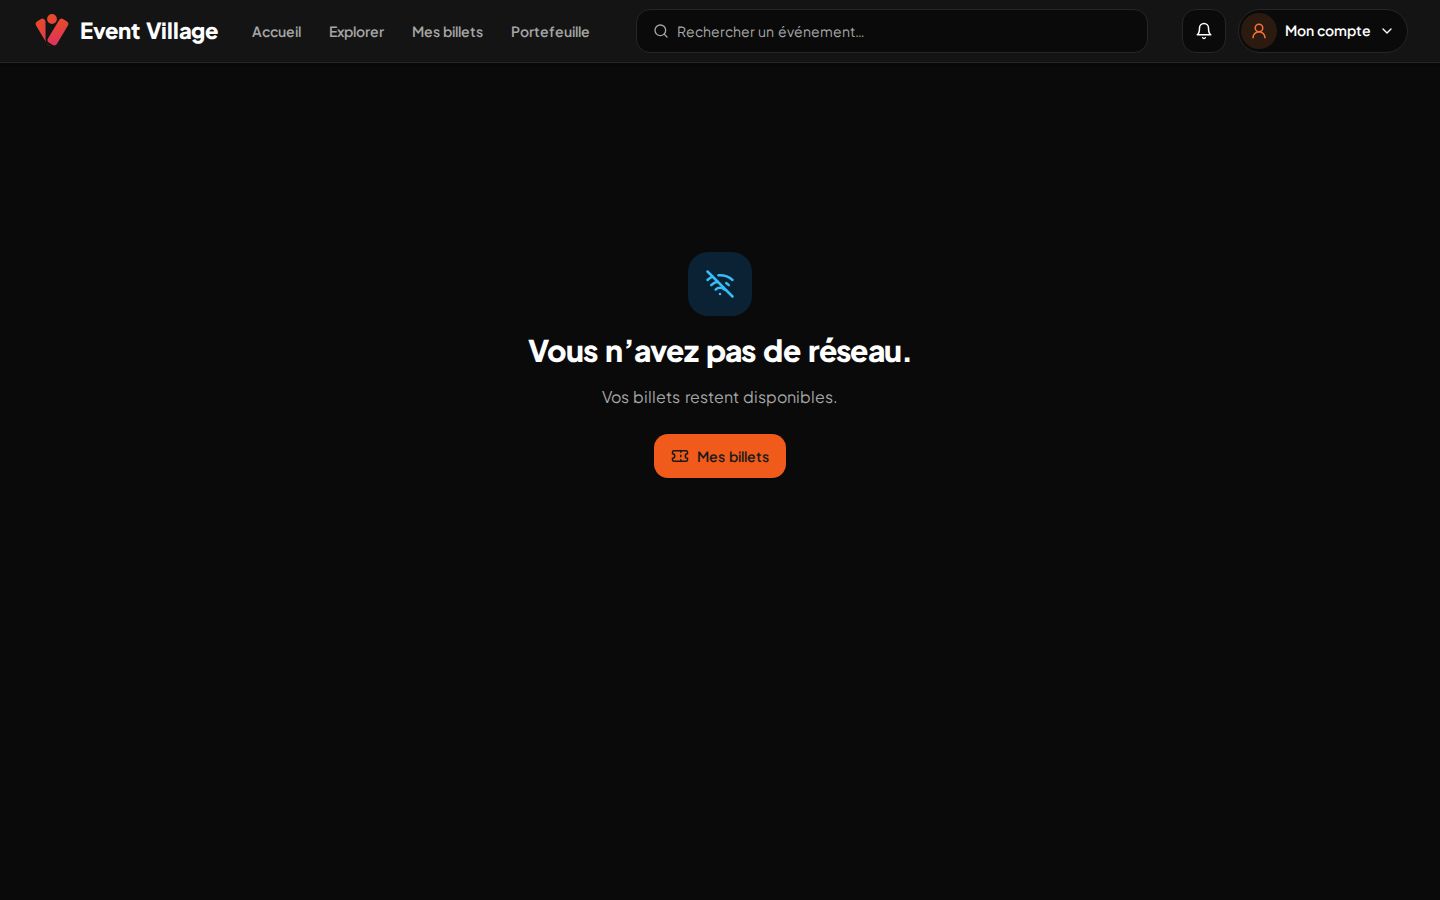 Event Village
Accueil
Explorer
Mes billets
Portefeuille
Rechercher un événement…
Mon compte
Vous n’avez pas de réseau.
Vos billets restent disponibles.
Mes billets